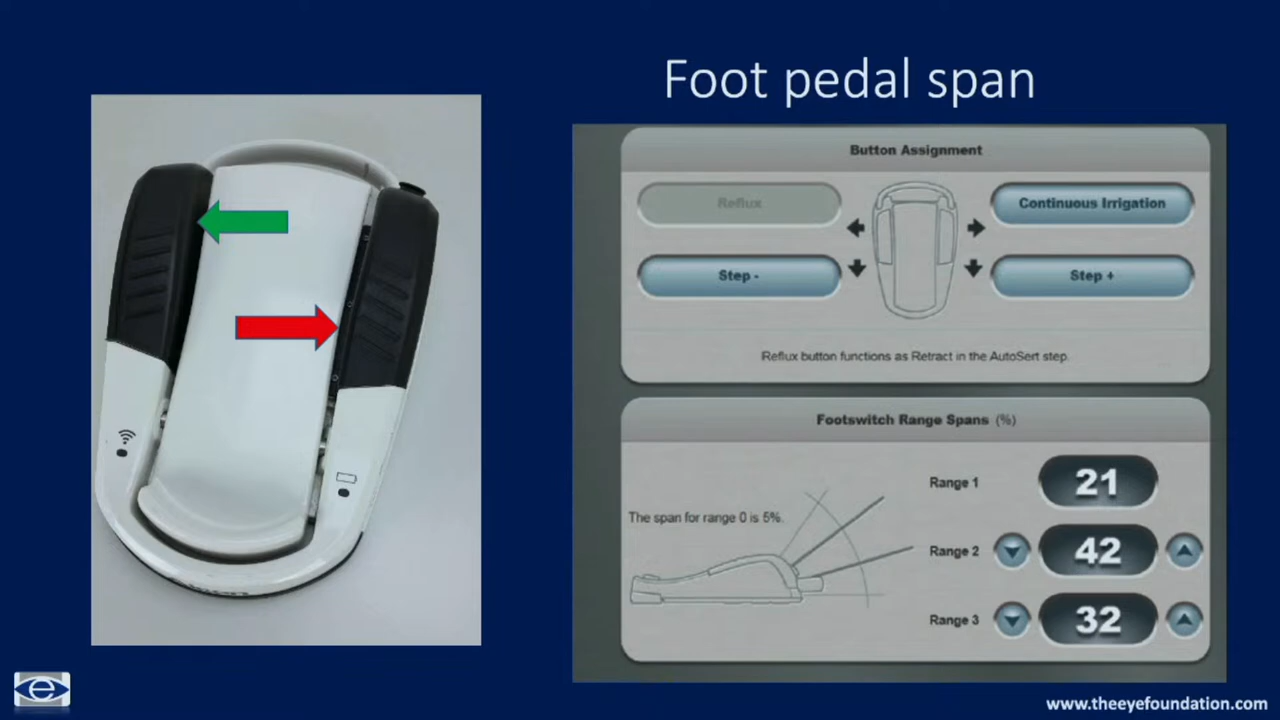 Foot pedal span
Button Assignment
Reflux
Continuous Irrigation
Step -
Step +
Reflux button functions as Retract in the AutoSert step.
Footswitch Range Spans (%)
Range 1
21
The span for range 0 is 5%.
Range 2
42
Range 3
32
e
www.theeyefoundation.com